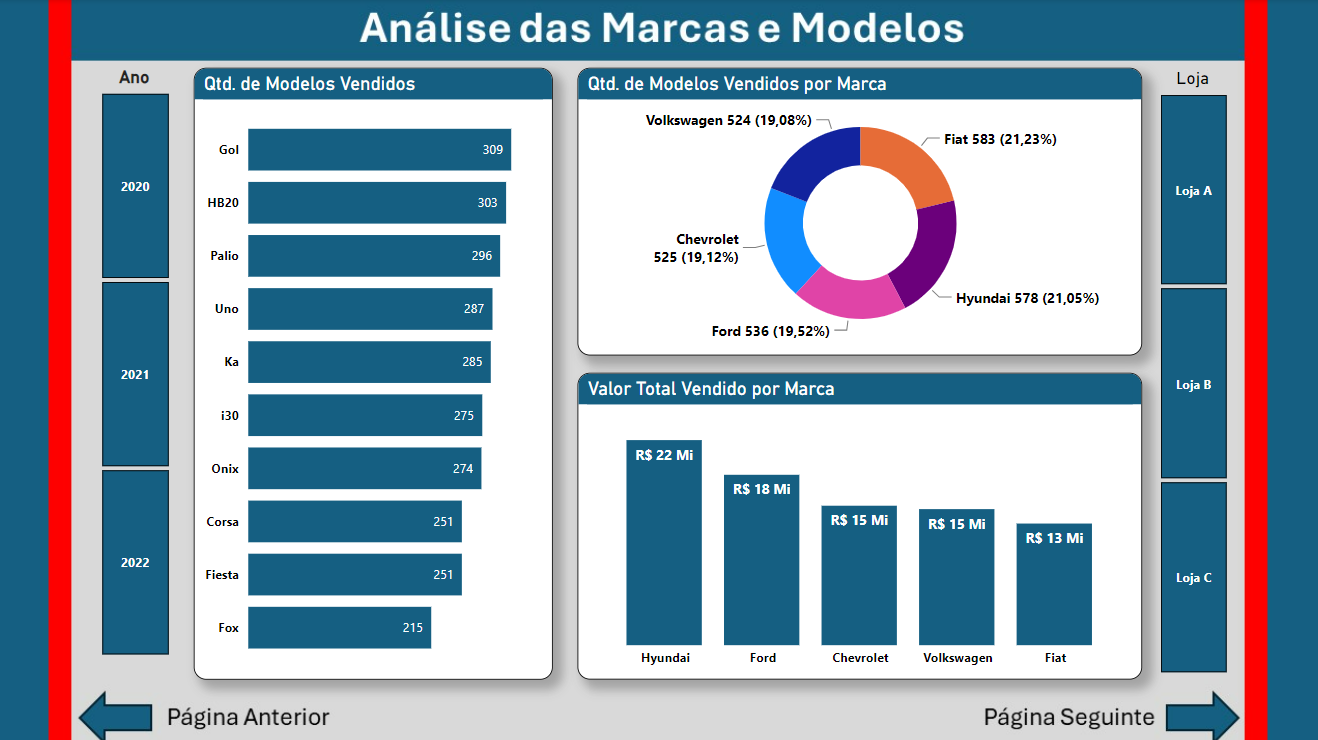 Análise das Marcas e Modelos
Ano
2020
2021
2022
Qtd. de Modelos Vendidos
Gol 309
HB20 303
Palio 296
Uno 287
Ka 285
i30 275
Onix 274
Corsa 251
Fiesta 251
Fox 215
Qtd. de Modelos Vendidos por Marca
Volkswagen 524 (19,08%)
Fiat 583 (21,23%)
Chevrolet
525 (19,12%)
Hyundai 578 (21,05%)
Ford 536 (19,52%)
Valor Total Vendido por Marca
R$ 22 Mi
R$ 18 Mi
R$ 15 Mi
R$ 15 Mi
R$ 13 Mi
Hyundai
Ford
Chevrolet
Volkswagen
Fiat
Loja
Loja A
Loja B
Loja C
Página Anterior
Página Seguinte